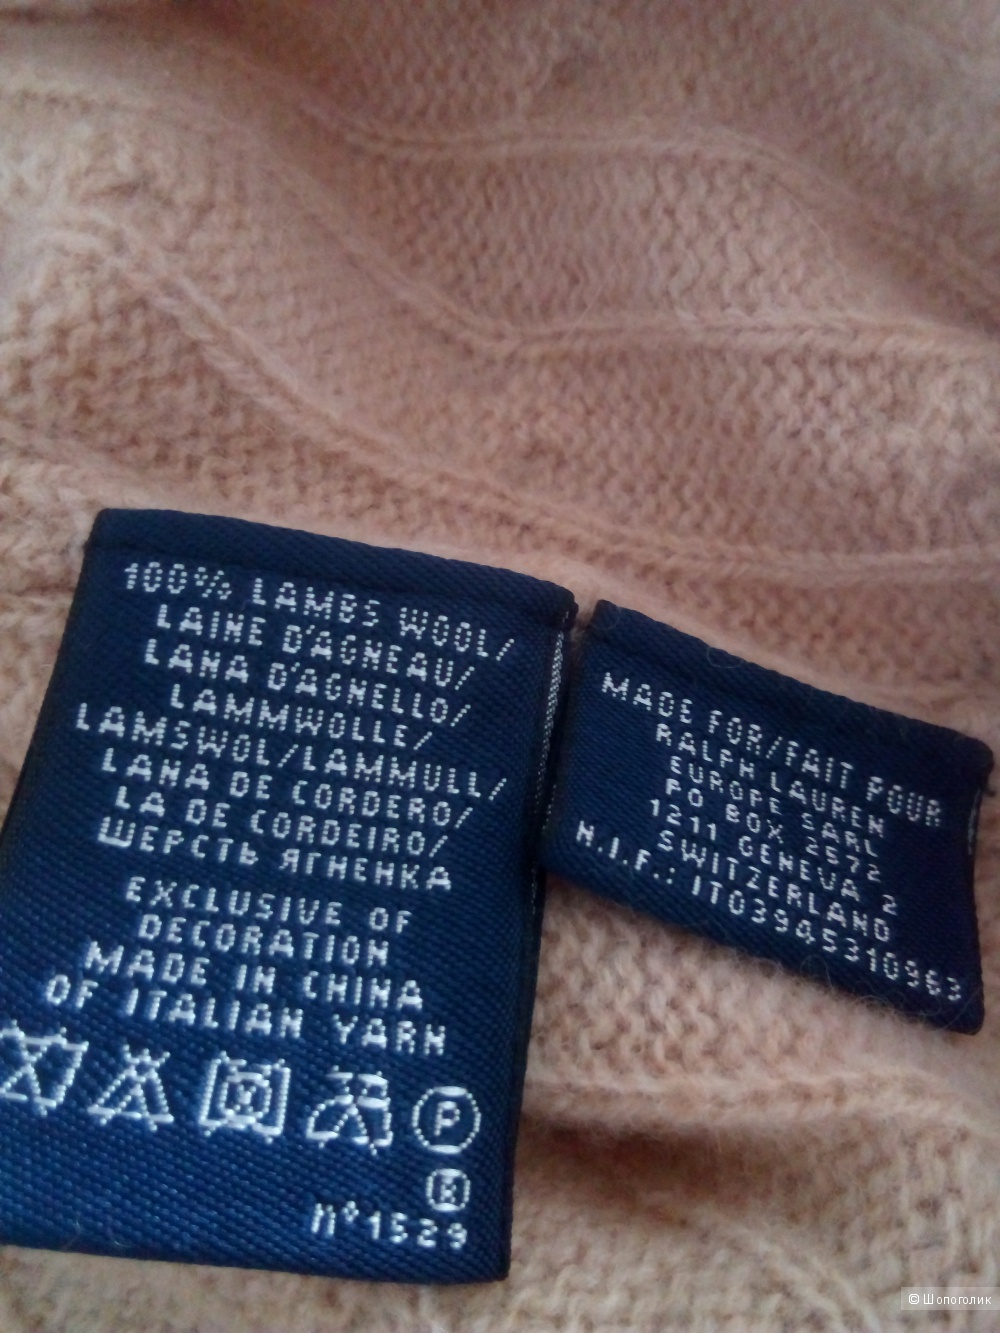 100% LAMBS WOOL/
LAINE D'AGNEAU/
LANA D'AGNELLO/
LAMMWOLLE/
LAMSWOL/LAMMULL/
LANA DE CORDERO/
LA DE CORDEIRO/
ШЕРСТЬ ЯГНЕНКА
EXCLUSIVE OF
DECORATION
MADE IN CHINA
OF ITALIAN YARN
P
R
n°1529
MADE FOR/FAIT POUR
RALPH LAUREN
EUROPE SARL
PO BOX 2572
1211 GENEVA 2
SWITZERLAND
N.I.F.: IT03945310963
© Шопоголик